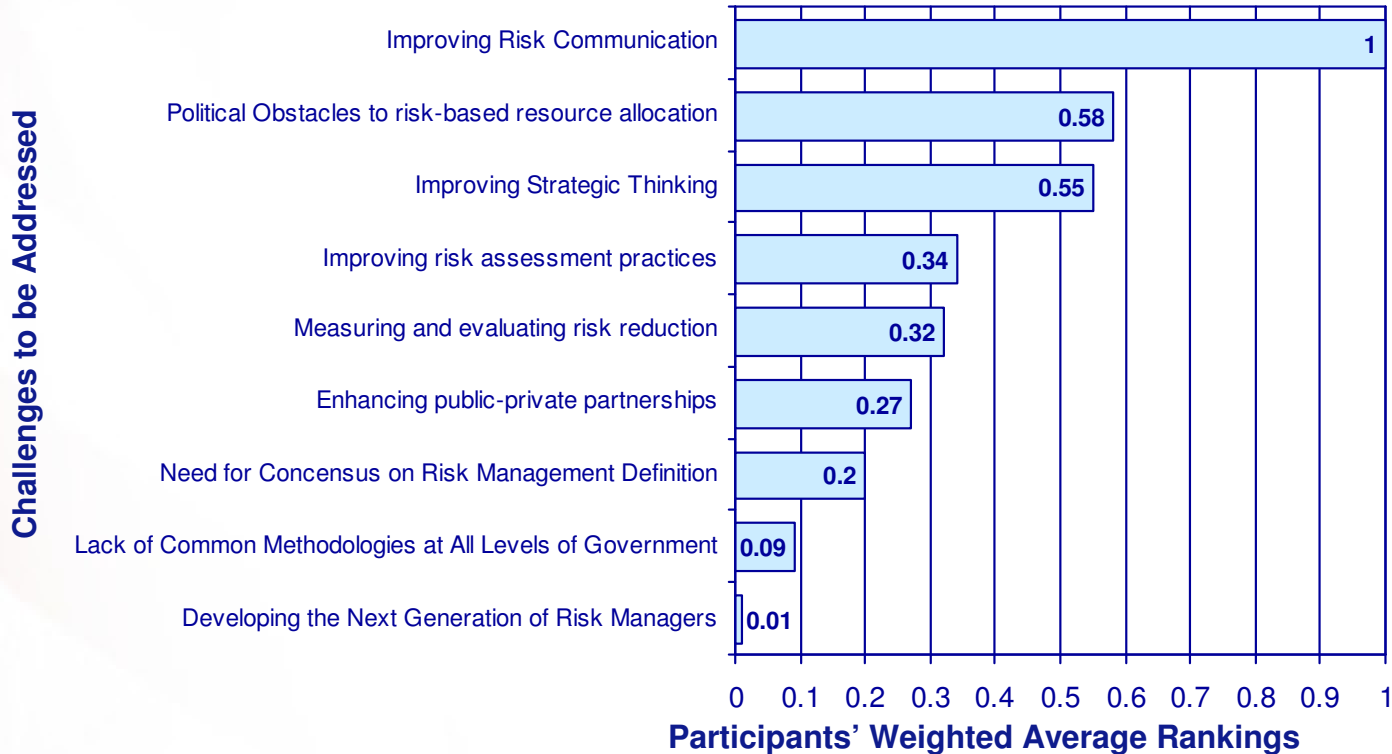 Challenges to be Addressed
Improving Risk Communication
1
Political Obstacles to risk-based resource allocation
0.58
Improving Strategic Thinking
0.55
Improving risk assessment practices
0.34
Measuring and evaluating risk reduction
0.32
Enhancing public-private partnerships
0.27
Need for Concensus on Risk Management Definition
0.2
Lack of Common Methodologies at All Levels of Government
0.09
Developing the Next Generation of Risk Managers
0.01
0 0.1 0.2 0.3 0.4 0.5 0.6 0.7 0.8 0.9 1
Participants’ Weighted Average Rankings